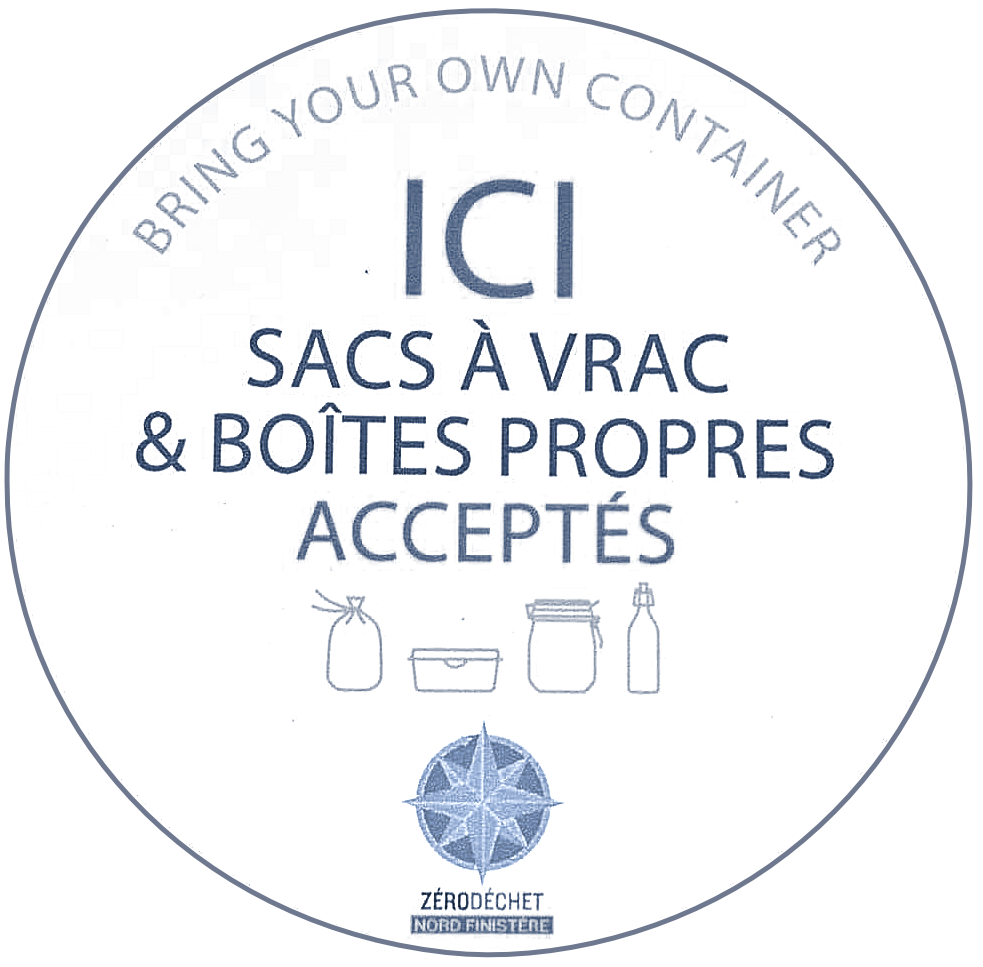 BRING YOUR OWN CONTAINER
ICI
SACS À VRAC
& BOÎTES PROPRES
ACCEPTÉS
ZÉRODÉCHET
NORD FINISTÈRE